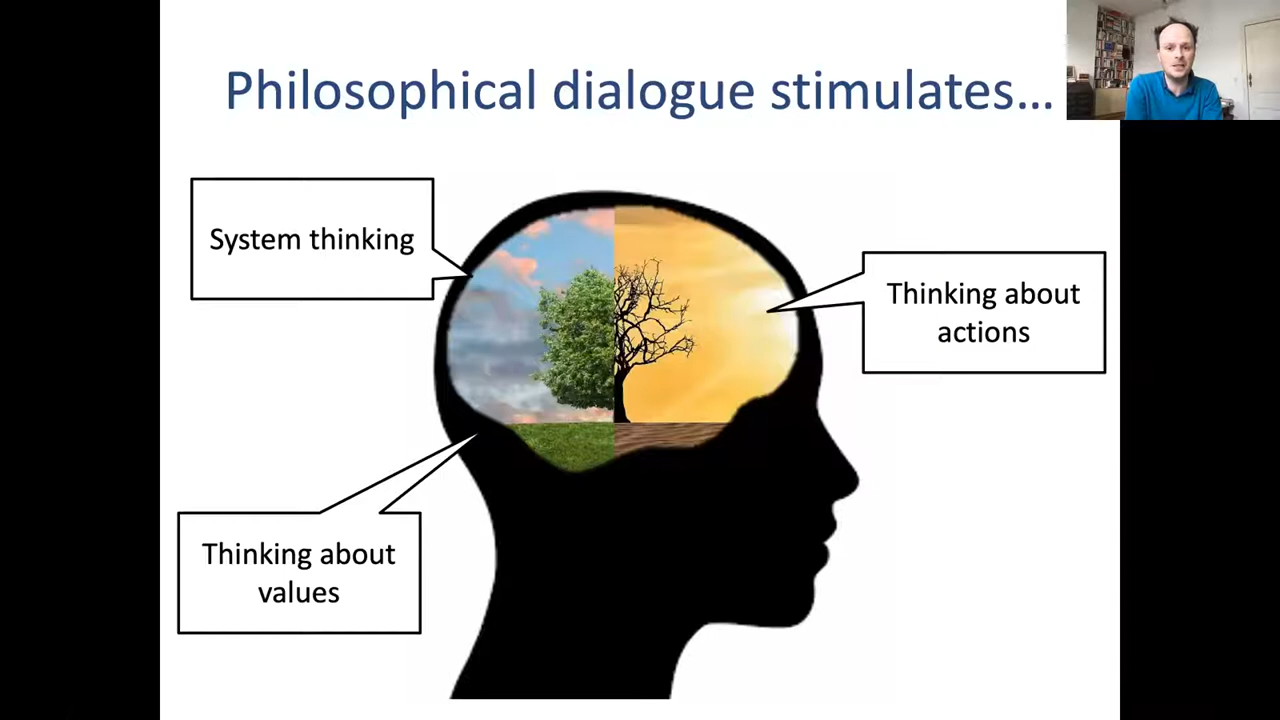 Philosophical dialogue stimulates...
System thinking
Thinking about
actions
Thinking about
values